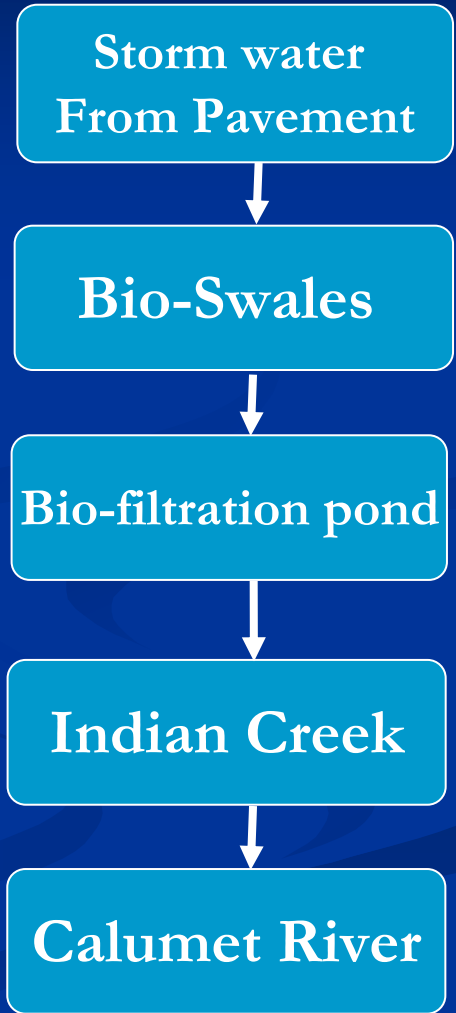 Storm water
From Pavement
Bio-Swales
Bio-filtration pond
Indian Creek
Calumet River